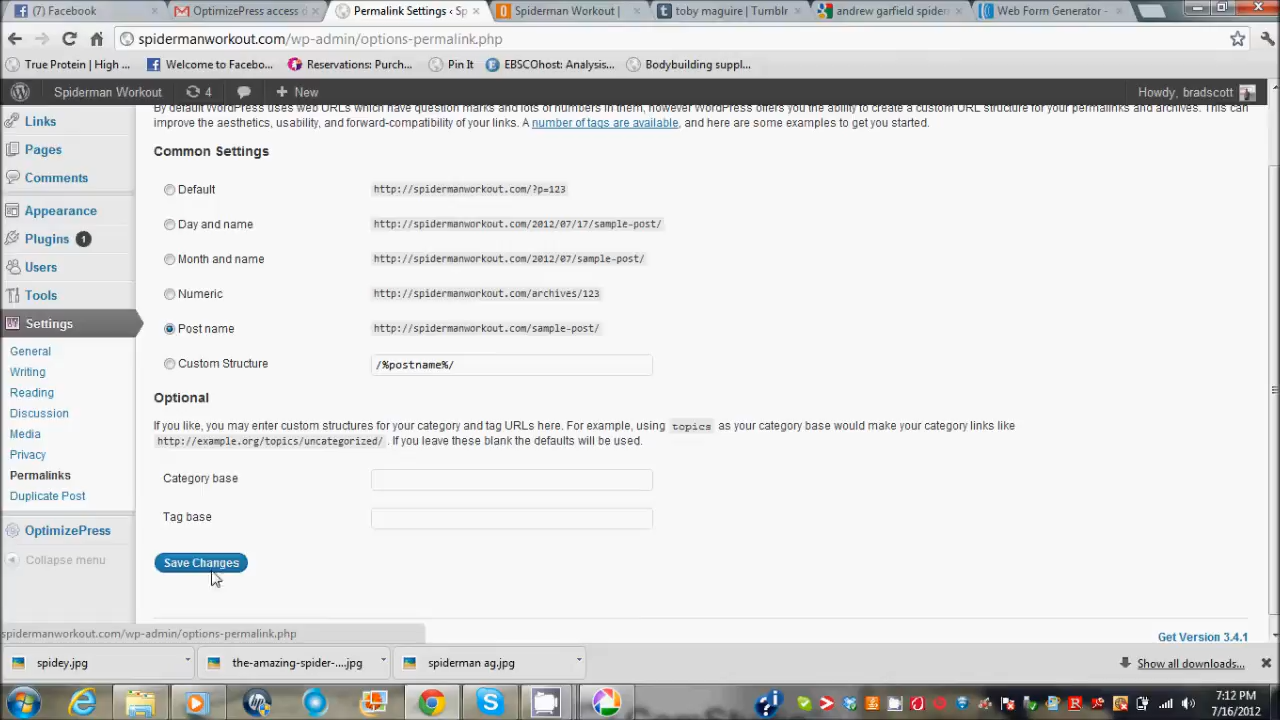 (7) Facebook
OptimizePress access d
Permalink Settings ‹ Sp
Spiderman Workout |
toby maguire | Tumblr
andrew garfield spider
Web Form Generator -
spidermanworkout.com/wp-admin/options-permalink.php
True Protein | High ...
Welcome to Facebo...
Reservations: Purch...
Pin It
EBSCOhost: Analysis...
Bodybuilding suppl...
Spiderman Workout
4
+ New
Howdy, bradscott
By default WordPress uses web URLs which have question marks and lots of numbers in them, however WordPress offers you the ability to create a custom URL structure for your permalinks and archives. This can
improve the aesthetics, usability, and forward-compatibility of your links. A number of tags are available, and here are some examples to get you started.
Links
Pages
Comments
Appearance
Plugins 1
Users
Tools
Settings
General
Writing
Reading
Discussion
Media
Privacy
Permalinks
Duplicate Post
OptimizePress
Collapse menu
Common Settings
Default
http://spidermanworkout.com/?p=123
Day and name
http://spidermanworkout.com/2012/07/17/sample-post/
Month and name
http://spidermanworkout.com/2012/07/sample-post/
Numeric
http://spidermanworkout.com/archives/123
Post name
http://spidermanworkout.com/sample-post/
Custom Structure
/%postname%/
Optional
If you like, you may enter custom structures for your category and tag URLs here. For example, using topics as your category base would make your category links like
http://example.org/topics/uncategorized/ . If you leave these blank the defaults will be used.
Category base
Tag base
Save Changes
spidermanworkout.com/wp-admin/options-permalink.php
Get Version 3.4.1
spidey.jpg
the-amazing-spider-....jpg
spiderman ag.jpg
Show all downloads...
7:12 PM
7/16/2012